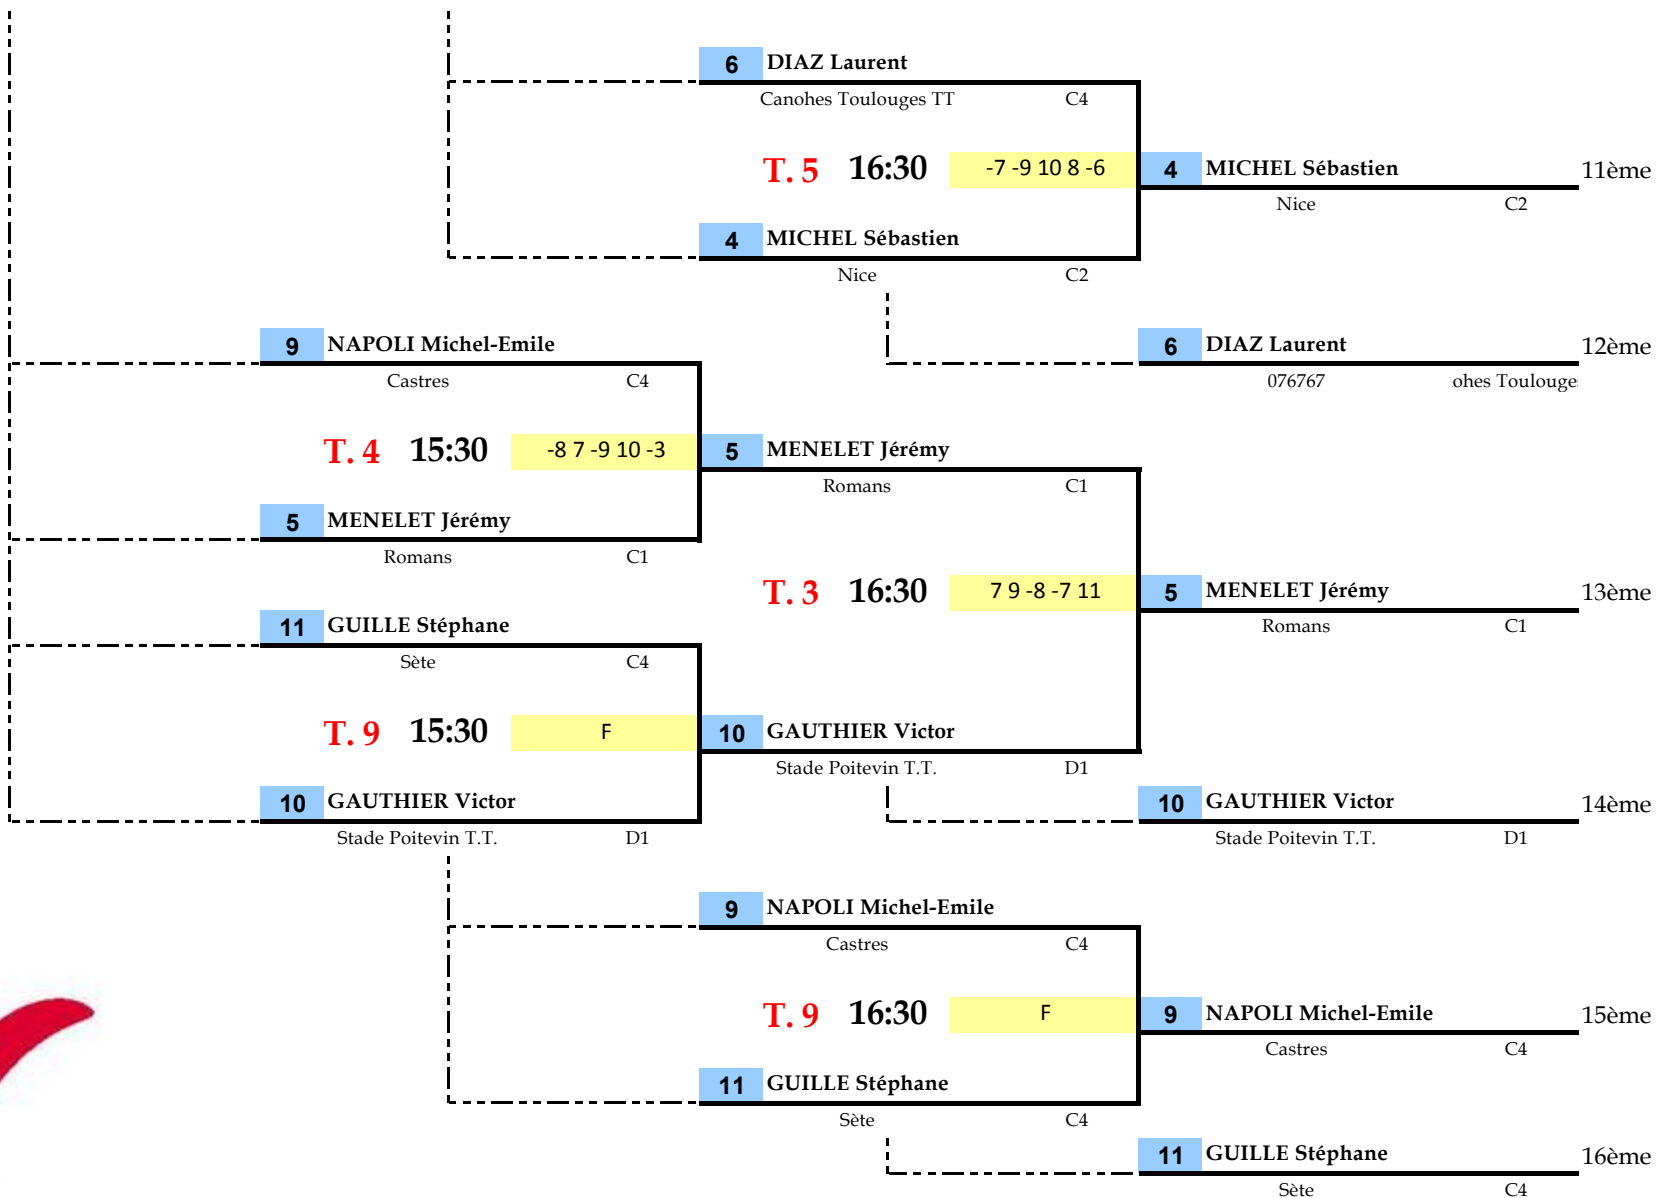 6 DIAZ Laurent
Canohes Toulouges TT C4
T. 5 16:30 -7 -9 10 8 -6 4 MICHEL Sébastien 11ème
Nice C2
4 MICHEL Sébastien
Nice C2
9 NAPOLI Michel-Emile 6 DIAZ Laurent 12ème
Castres C4 076767 ohes Toulouge
T. 4 15:30 -8 7 -9 10 -3 5 MENELET Jérémy
Romans C1
5 MENELET Jérémy
Romans C1
T. 3 16:30 7 9 -8 -7 11 5 MENELET Jérémy 13ème
11 GUILLE Stéphane Romans C1
Sète C4
T. 9 15:30 F 10 GAUTHIER Victor
Stade Poitevin T.T. D1
10 GAUTHIER Victor 10 GAUTHIER Victor 14ème
Stade Poitevin T.T. D1 Stade Poitevin T.T. D1
9 NAPOLI Michel-Emile
Castres C4
T. 9 16:30 F 9 NAPOLI Michel-Emile 15ème
Castres C4
11 GUILLE Stéphane
Sète C4
11 GUILLE Stéphane 16ème
Sète C4